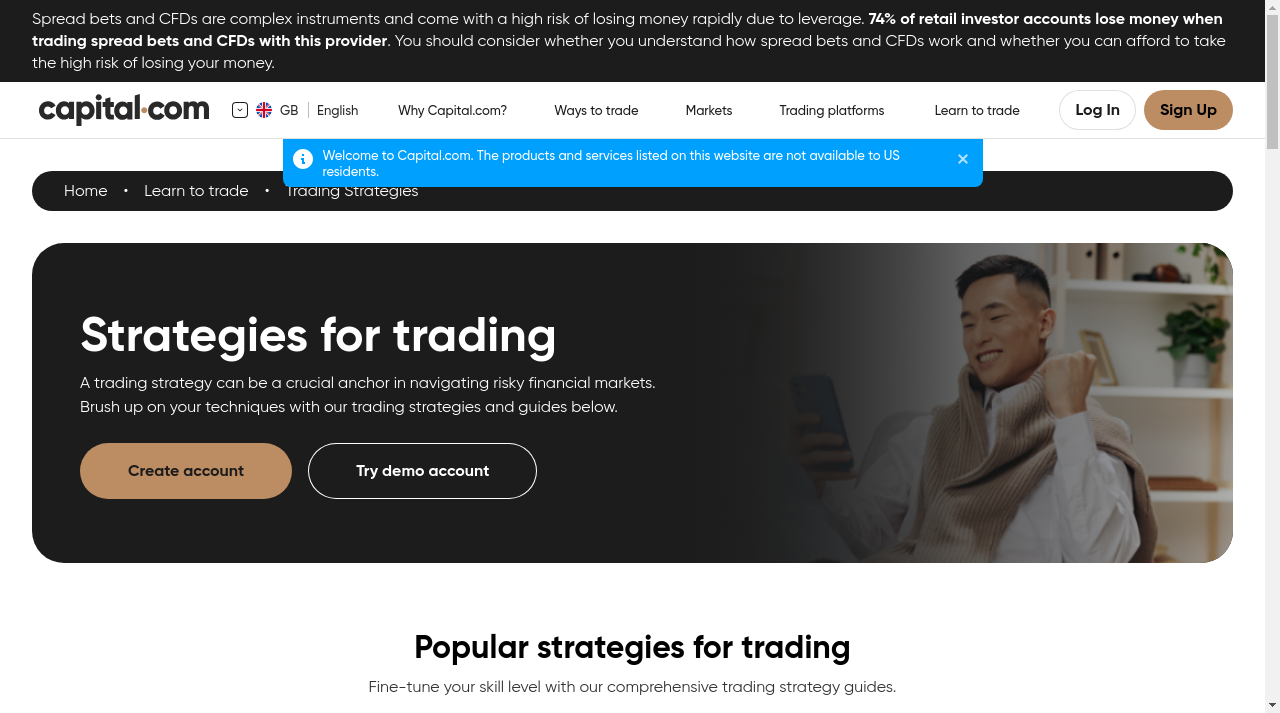 Spread bets and CFDs are complex instruments and come with a high risk of losing money rapidly due to leverage. 74% of retail investor accounts lose money when
trading spread bets and CFDs with this provider. You should consider whether you understand how spread bets and CFDs work and whether you can afford to take
the high risk of losing your money.
capital.com
GB English
Why Capital.com?
Ways to trade
Markets
Trading platforms
Learn to trade
Log In
Sign Up
Welcome to Capital.com. The products and services listed on this website are not available to US
residents.
Home • Learn to trade • Trading Strategies
Strategies for trading
A trading strategy can be a crucial anchor in navigating risky financial markets.
Brush up on your techniques with our trading strategies and guides below.
Create account
Try demo account
Popular strategies for trading
Fine-tune your skill level with our comprehensive trading strategy guides.